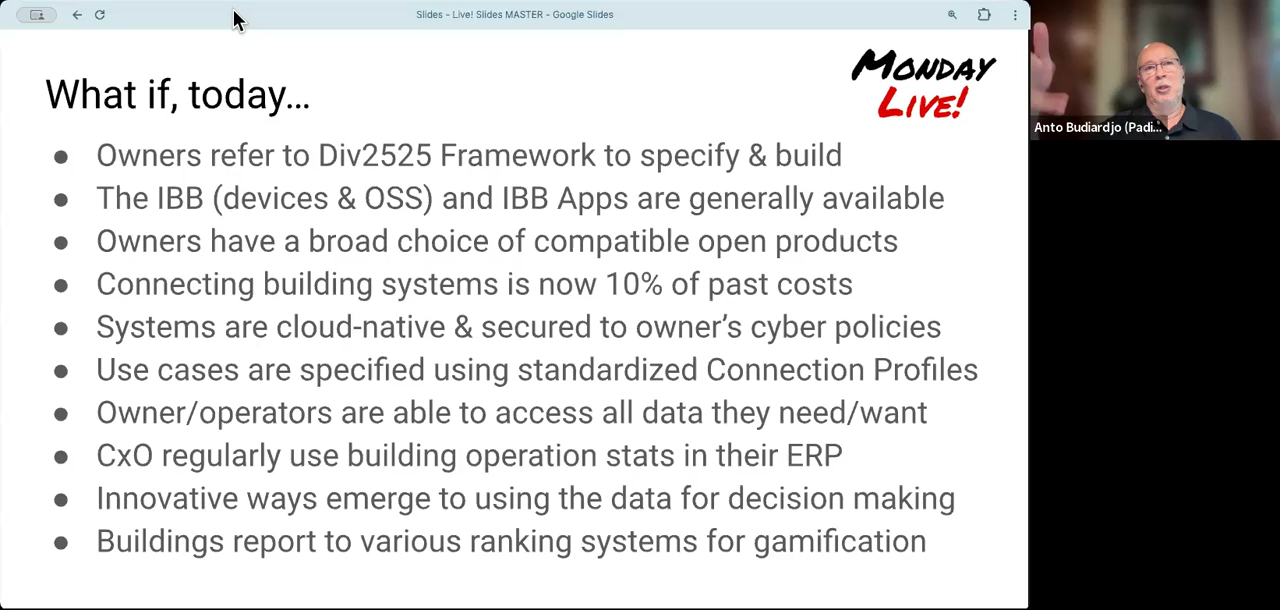 Slides - Live! Slides MASTER - Google Slides
What if, today...
MONDAY
LIVE!
Anto Budiardjo (Padi...
● Owners refer to Div2525 Framework to specify & build
● The IBB (devices & OSS) and IBB Apps are generally available
● Owners have a broad choice of compatible open products
● Connecting building systems is now 10% of past costs
● Systems are cloud-native & secured to owner’s cyber policies
● Use cases are specified using standardized Connection Profiles
● Owner/operators are able to access all data they need/want
● CxO regularly use building operation stats in their ERP
● Innovative ways emerge to using the data for decision making
● Buildings report to various ranking systems for gamification